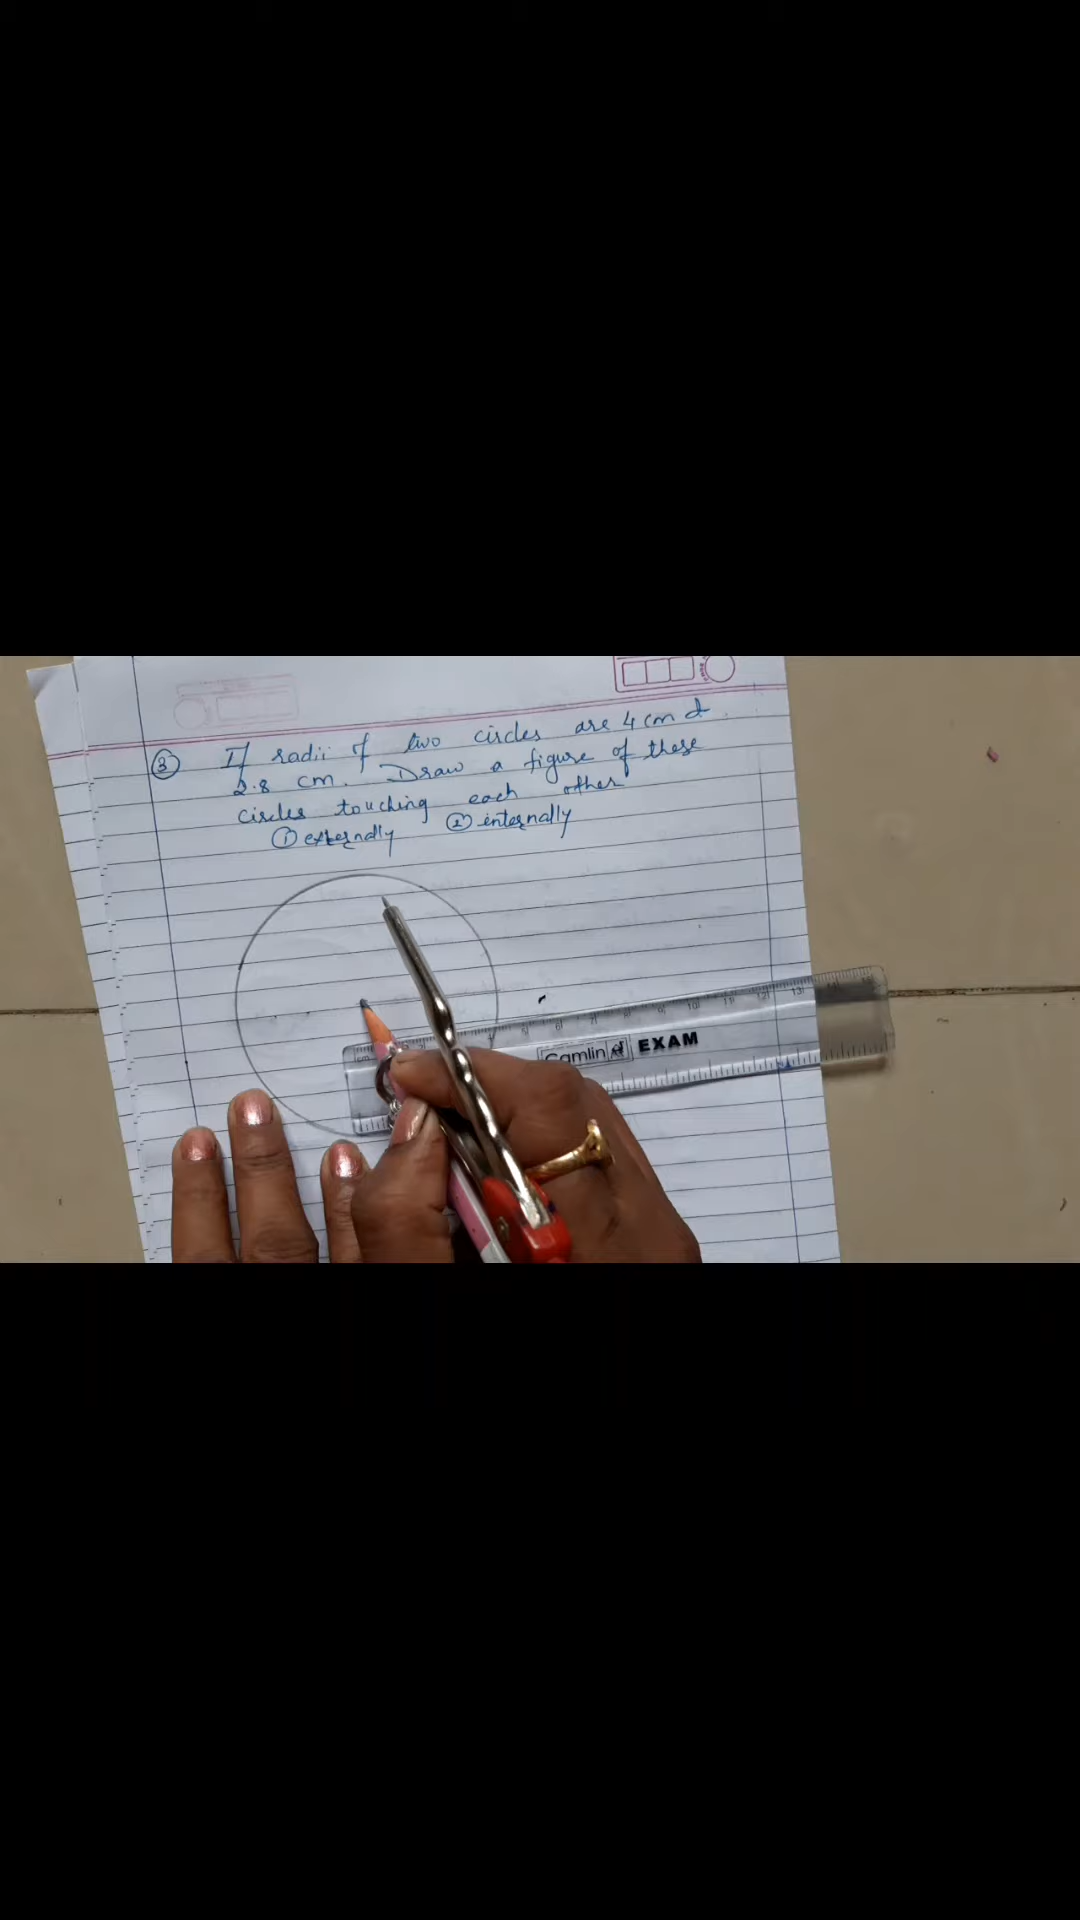 ③ If radii of two circles are 4 cm &
2.8 cm. Draw a figure of these
circles touching each other
① externally ② internally
Camlin EXAM